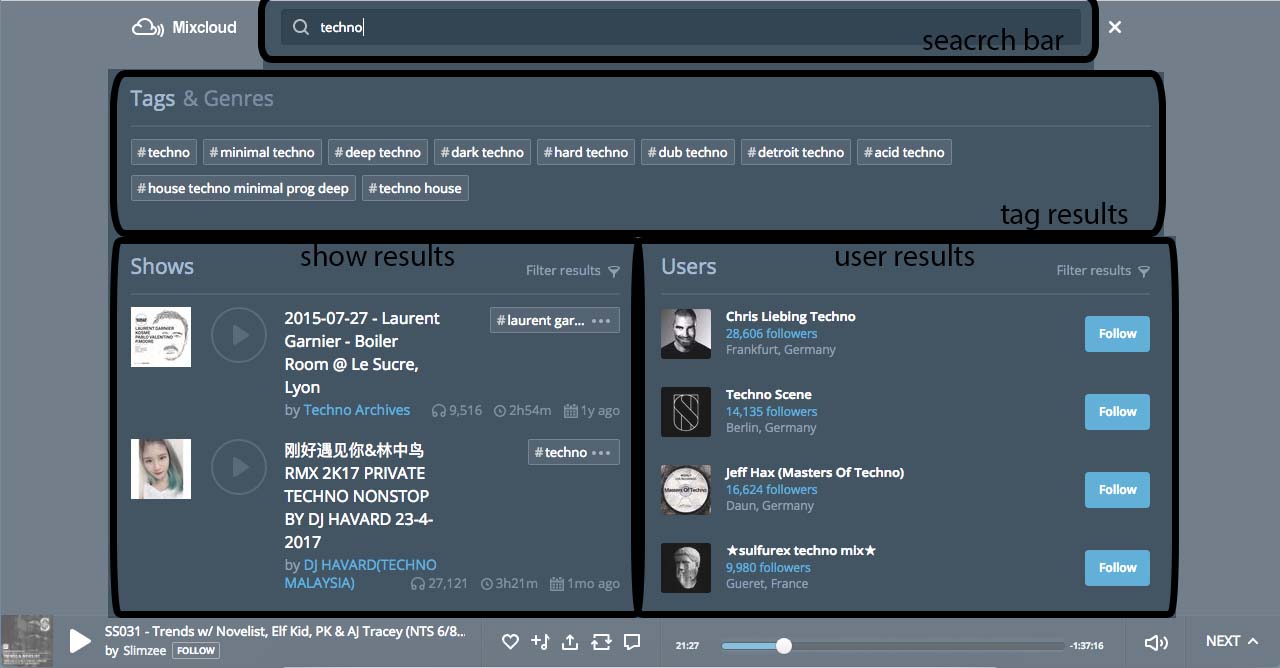 Mixcloud
techno
seacrch bar
Tags & Genres
#techno #minimal techno #deep techno #dark techno #hard techno #dub techno #detroit techno #acid techno
#house techno minimal prog deep #techno house
tag results
show results
user results
Shows
Filter results
2015-07-27 - Laurent
Garnier - Boiler
Room @ Le Sucre,
Lyon
#laurent gar... •••
by Techno Archives 9,516 2h54m 1y ago
刚好遇见你&林中鸟
RMX 2K17 PRIVATE
TECHNO NONSTOP
BY DJ HAVARD 23-4-
2017
#techno •••
by DJ HAVARD(TECHNO
MALAYSIA) 27,121 3h21m 1mo ago
Users
Filter results
Chris Liebing Techno
28,606 followers
Frankfurt, Germany
Follow
Techno Scene
14,135 followers
Berlin, Germany
Follow
Jeff Hax (Masters Of Techno)
16,624 followers
Daun, Germany
Follow
Masters Of Techno
★sulfurex techno mix★
9,980 followers
Gueret, France
Follow
SS031 - Trends w/ Novelist, Elf Kid, PK & AJ Tracey (NTS 6/8...
by Slimzee FOLLOW
21:27
-1:37:16
NEXT